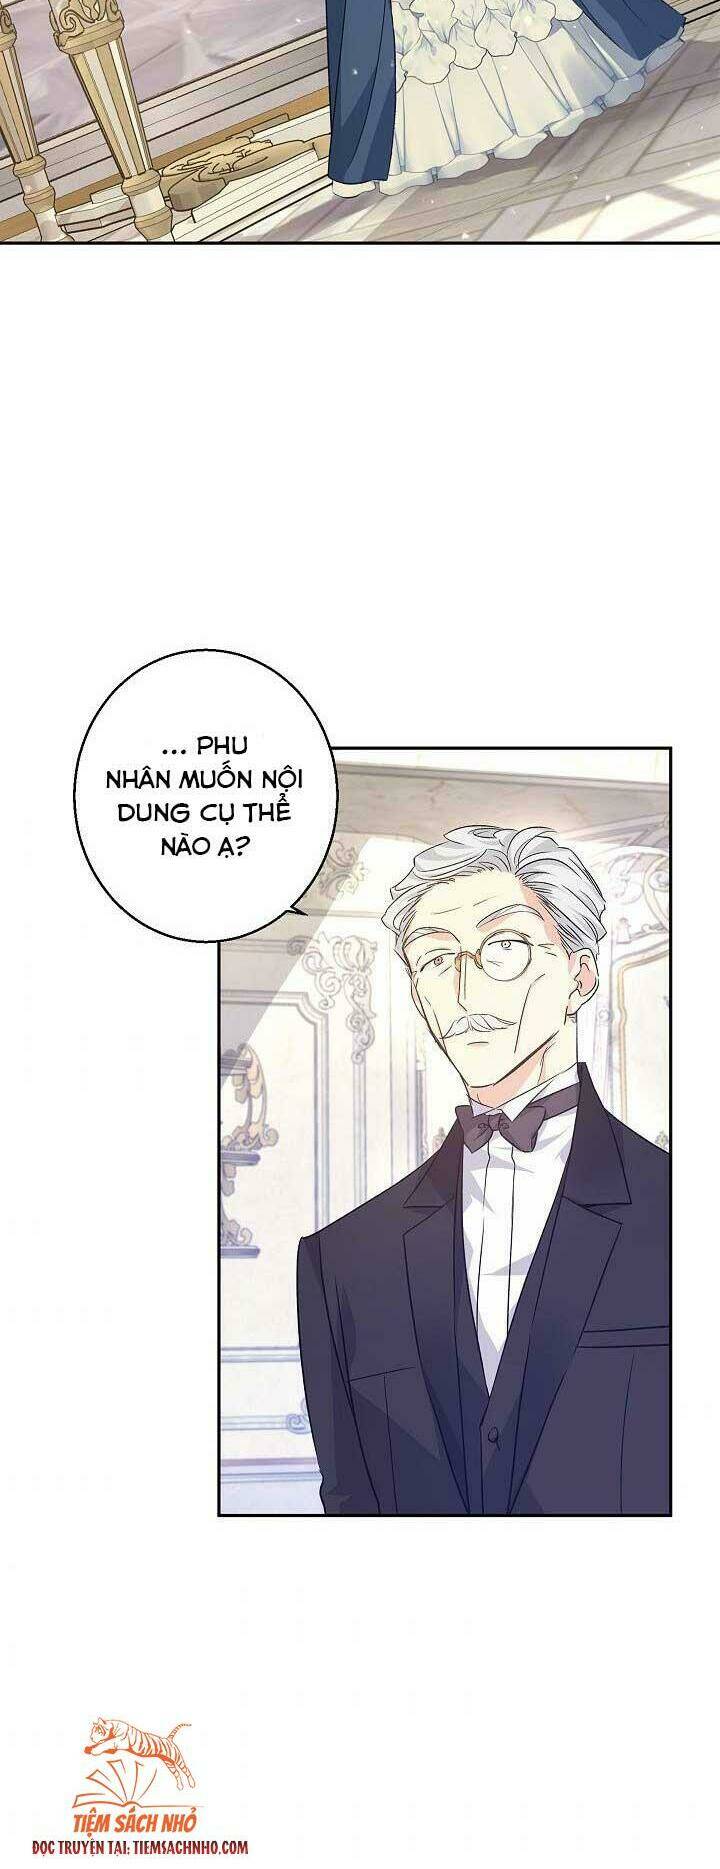 ... PHU
NHÂN MUỐN NỘI
DUNG CỤ THỂ
NÀO Ạ?
TIỆM SÁCH NHỎ
ĐỌC TRUYỆN TẠI: TIEMSACHNHO.COM